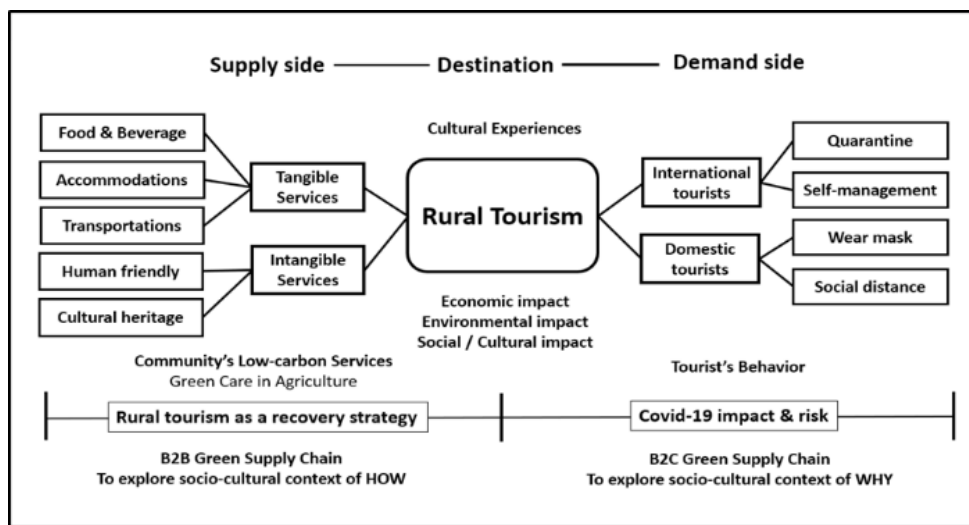 Supply side
Destination
Demand side
Cultural Experiences
Food & Beverage
Accommodations
Transportations
Human friendly
Cultural heritage
Tangible
Services
Intangible
Services
Rural Tourism
International
tourists
Domestic
tourists
Quarantine
Self-management
Wear mask
Social distance
Economic impact
Environmental impact
Social / Cultural impact
Community's Low-carbon Services
Green Care in Agriculture
Tourist's Behavior
Rural tourism as a recovery strategy
Covid-19 impact & risk
B2B Green Supply Chain
To explore socio-cultural context of HOW
B2C Green Supply Chain
To explore socio-cultural context of WHY